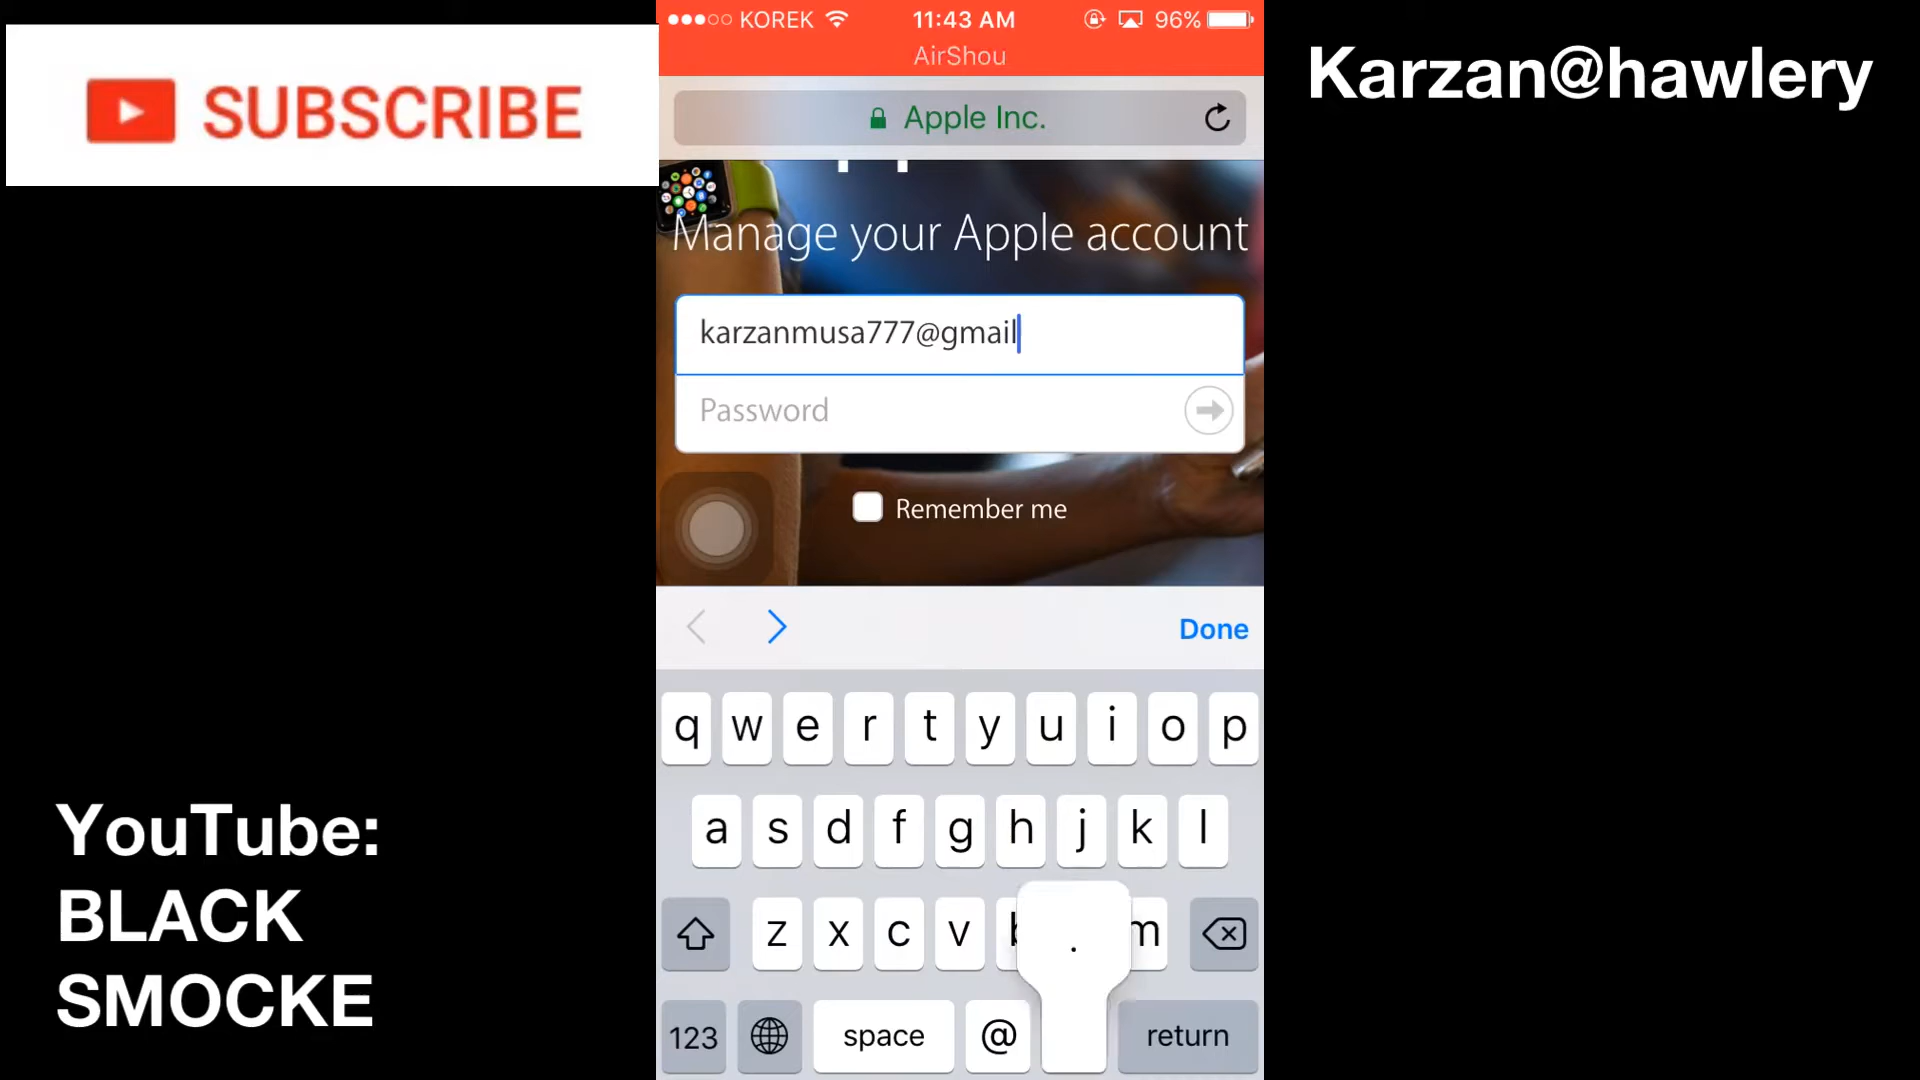 SUBSCRIBE
KOREK
11:43 AM
96%
AirShou
Apple Inc.
Manage your Apple account
karzanmusa777@gmail
Password
Remember me
Done
q w e r t y u i o p
a s d f g h j k l
z x c v b . m
123 space @ return
Karzan@hawlery
YouTube:
BLACK
SMOCKE